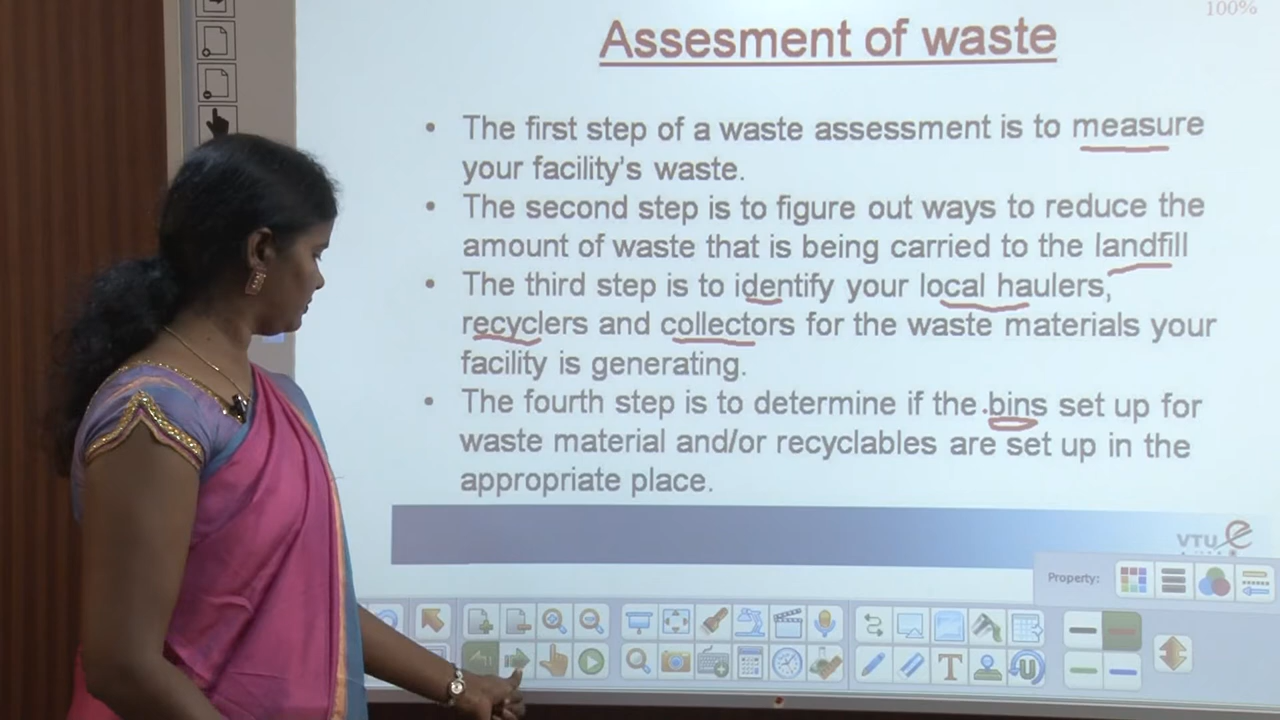 100%
Assesment of waste
• The first step of a waste assessment is to measure
your facility's waste.
• The second step is to figure out ways to reduce the
amount of waste that is being carried to the landfill
• The third step is to identify your local haulers,
recyclers and collectors for the waste materials your
facility is generating.
• The fourth step is to determine if the bins set up for
waste material and/or recyclables are set up in the
appropriate place.
VTU e
Property: